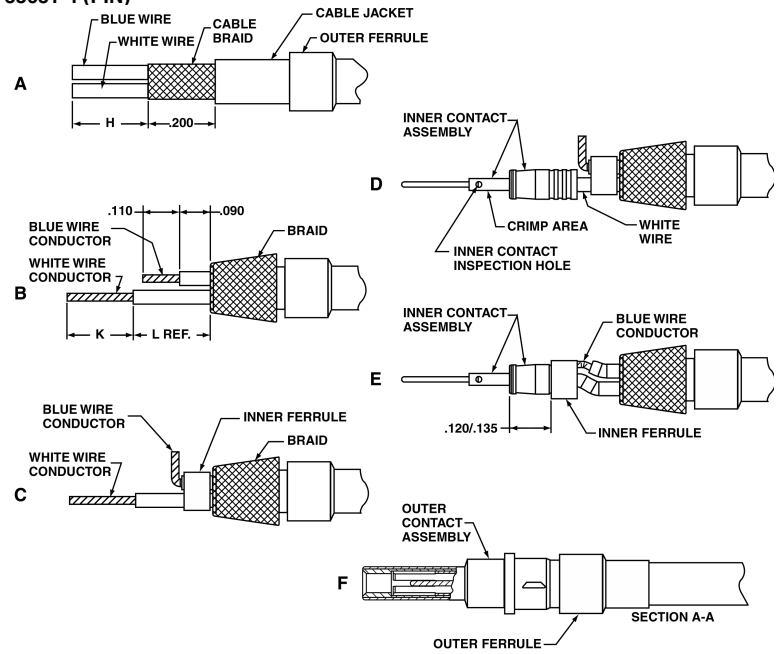 BLUE WIRE
WHITE WIRE
CABLE
BRAID
CABLE JACKET
OUTER FERRULE
A
H
.200
.110
.090
BLUE WIRE
CONDUCTOR
WHITE WIRE
CONDUCTOR
BRAID
B
K
L REF.
BLUE WIRE
CONDUCTOR
INNER FERRULE
BRAID
WHITE WIRE
CONDUCTOR
C
INNER CONTACT
ASSEMBLY
D
CRIMP AREA
WHITE
WIRE
INNER CONTACT
INSPECTION HOLE
INNER CONTACT
ASSEMBLY
BLUE WIRE
CONDUCTOR
E
.120/.135
INNER FERRULE
OUTER
CONTACT
ASSEMBLY
F
SECTION A-A
OUTER FERRULE